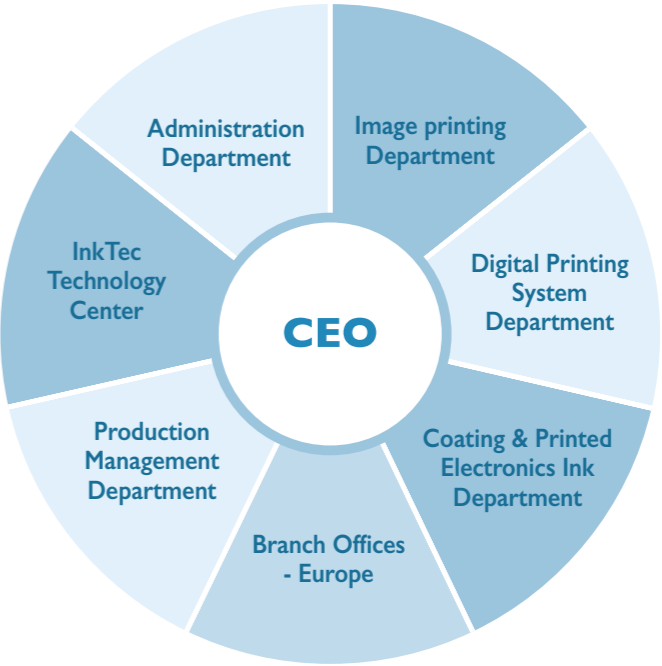 Administration
Department
Image printing
Department
InkTec
Technology
Center
Digital Printing
System
Department
CEO
Production
Management
Department
Coating & Printed
Electronics Ink
Department
Branch Offices
- Europe